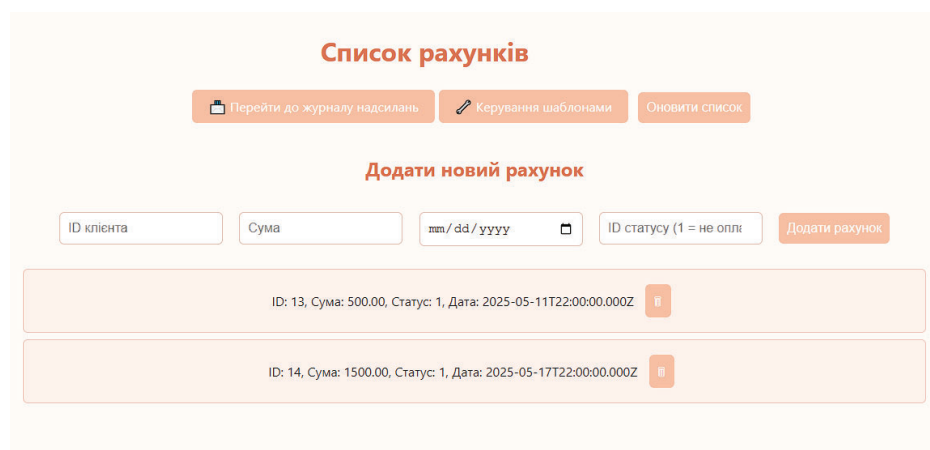 Список рахунків
Перейти до журналу надсилань Керування шаблонами Оновити список
Додати новий рахунок
ID клієнта Сума mm/dd/yyyy ID статусу (1 = не опла Додати рахунок
ID: 13, Сума: 500.00, Статус: 1, Дата: 2025-05-11T22:00:00.000Z
ID: 14, Сума: 1500.00, Статус: 1, Дата: 2025-05-17T22:00:00.000Z